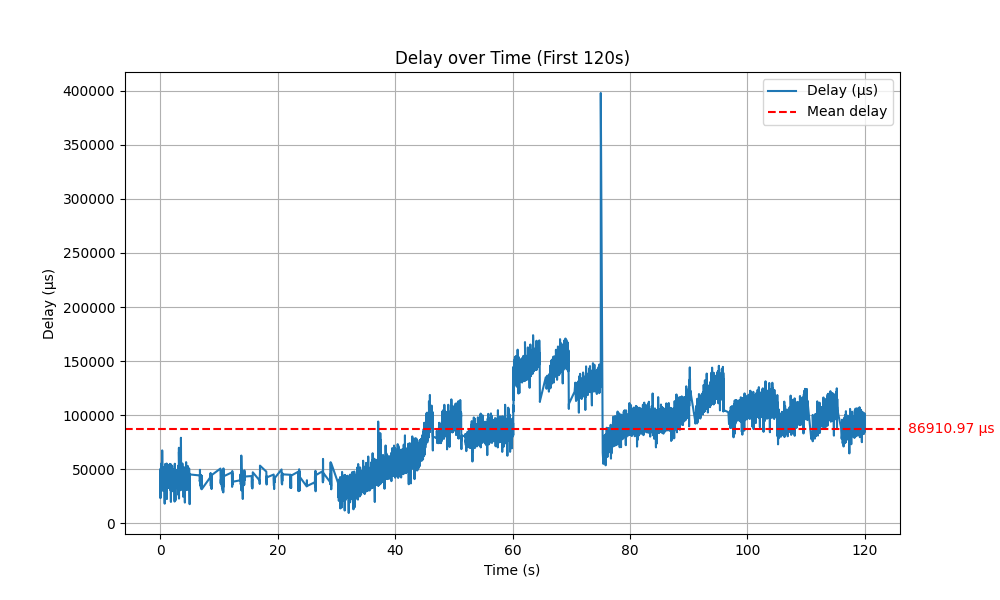 Delay over Time (First 120s)
Delay (µs)
Mean delay
400000
350000
300000
250000
200000
150000
100000
50000
0
Delay (µs)
86910.97 µs
0 20 40 60 80 100 120
Time (s)